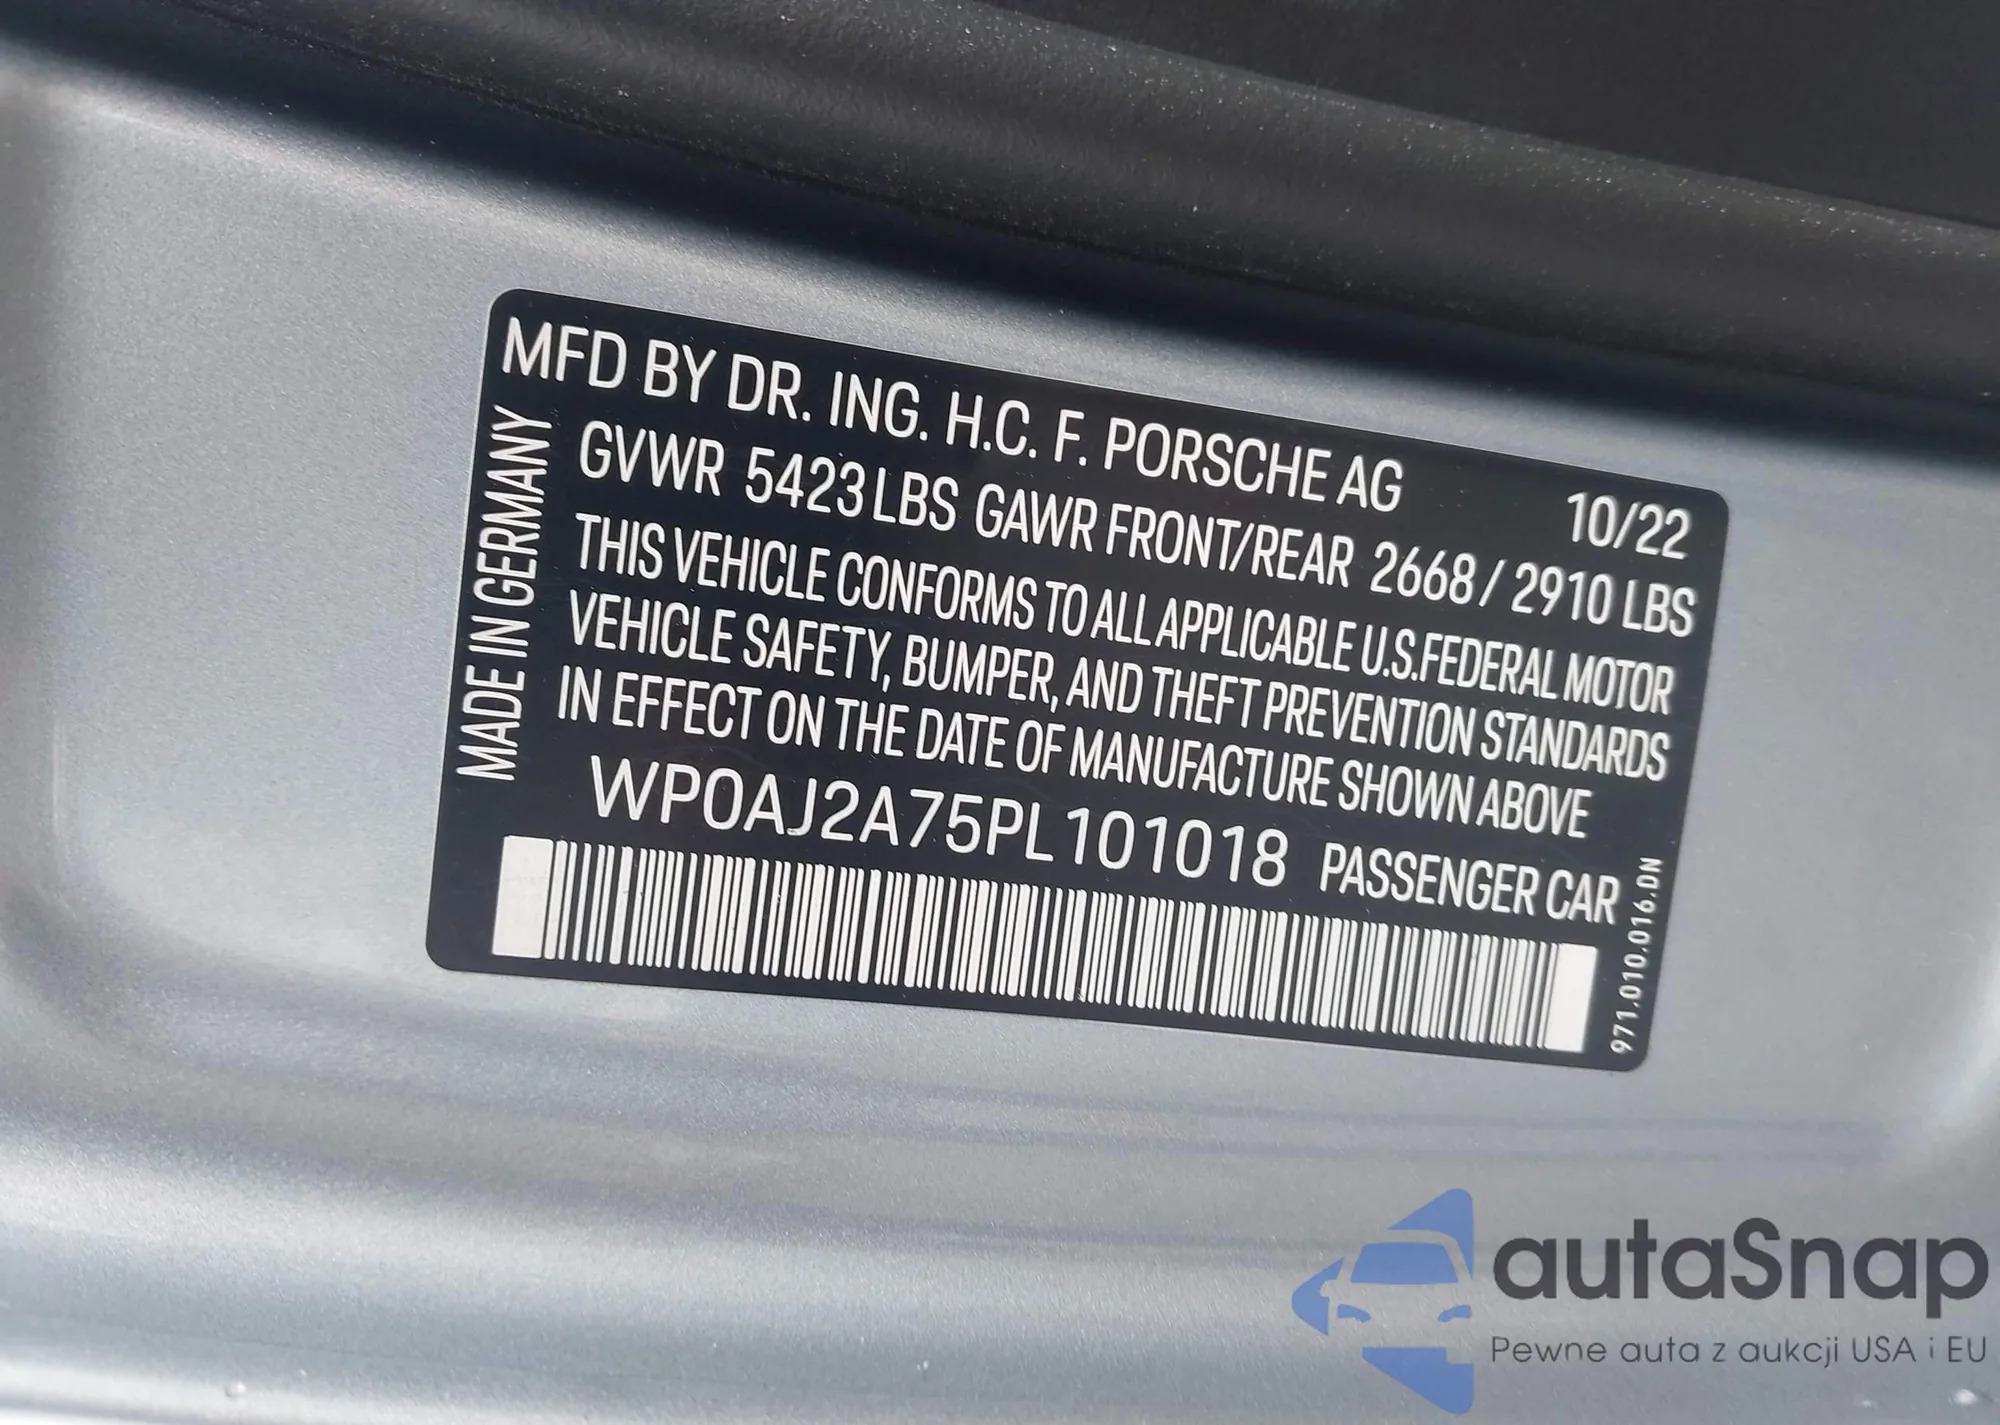 MFD BY DR. ING. H.C. F. PORSCHE AG 10/22
GVWR 5423 LBS GAWR FRONT/REAR 2668 / 2910 LBS
THIS VEHICLE CONFORMS TO ALL APPLICABLE U.S.FEDERAL MOTOR
VEHICLE SAFETY, BUMPER, AND THEFT PREVENTION STANDARDS
IN EFFECT ON THE DATE OF MANUFACTURE SHOWN ABOVE
WP0AJ2A75PL101018 PASSENGER CAR
MADE IN GERMANY
971.010.016.DN
autaSnap
Pewne auta z aukcji USA i EU